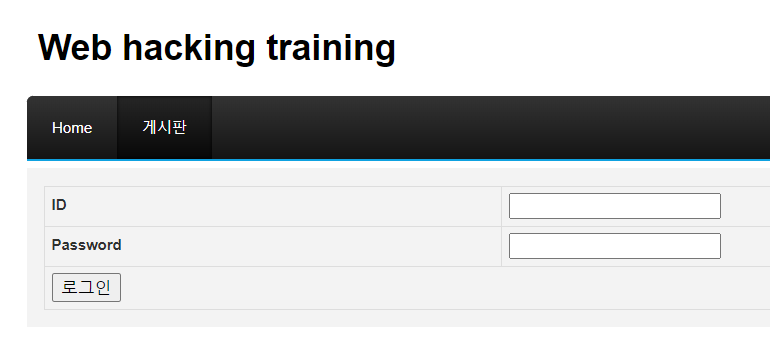 Web hacking training
Home 게시판
ID
Password
로그인